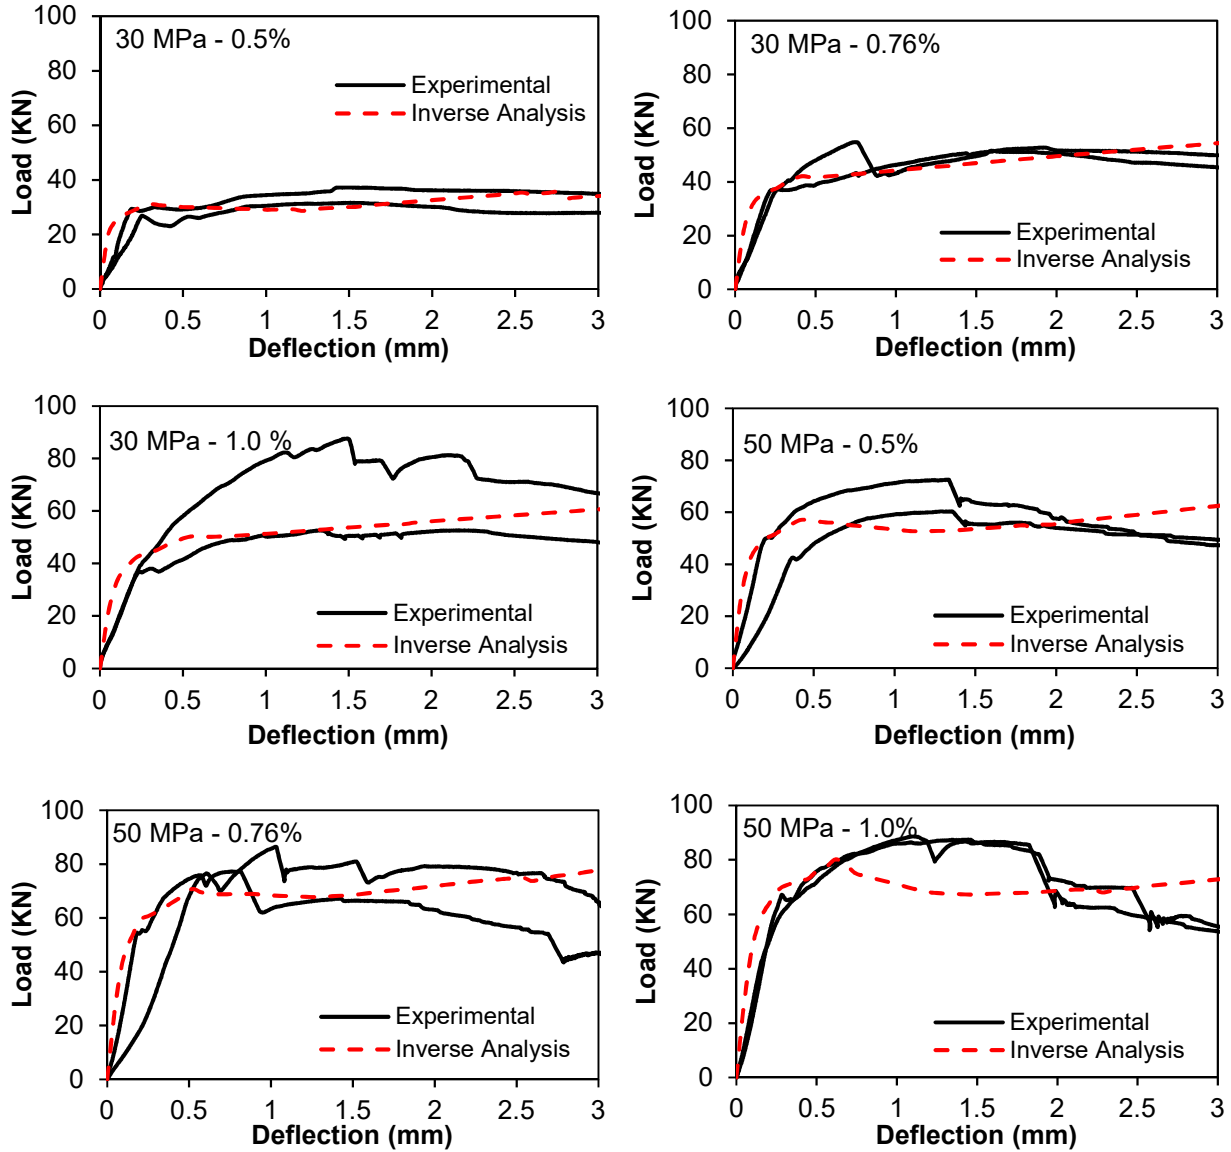 30 MPa - 0.5%
Experimental
Inverse Analysis
Load (KN)
100
80
60
40
20
0
0 0.5 1 1.5 2 2.5 3
Deflection (mm)
30 MPa - 0.76%
Experimental
Inverse Analysis
Load (KN)
100
80
60
40
20
0
0 0.5 1 1.5 2 2.5 3
Deflection (mm)
30 MPa - 1.0 %
Experimental
Inverse Analysis
Load (KN)
100
80
60
40
20
0
0 0.5 1 1.5 2 2.5 3
Deflection (mm)
50 MPa - 0.5%
Experimental
Inverse Analysis
Load (KN)
100
80
60
40
20
0
0 0.5 1 1.5 2 2.5 3
Deflection (mm)
50 MPa - 0.76%
Experimental
Inverse Analysis
Load (KN)
100
80
60
40
20
0
0 0.5 1 1.5 2 2.5 3
Deflection (mm)
50 MPa - 1.0%
Experimental
Inverse Analysis
Load (KN)
100
80
60
40
20
0
0 0.5 1 1.5 2 2.5 3
Deflection (mm)